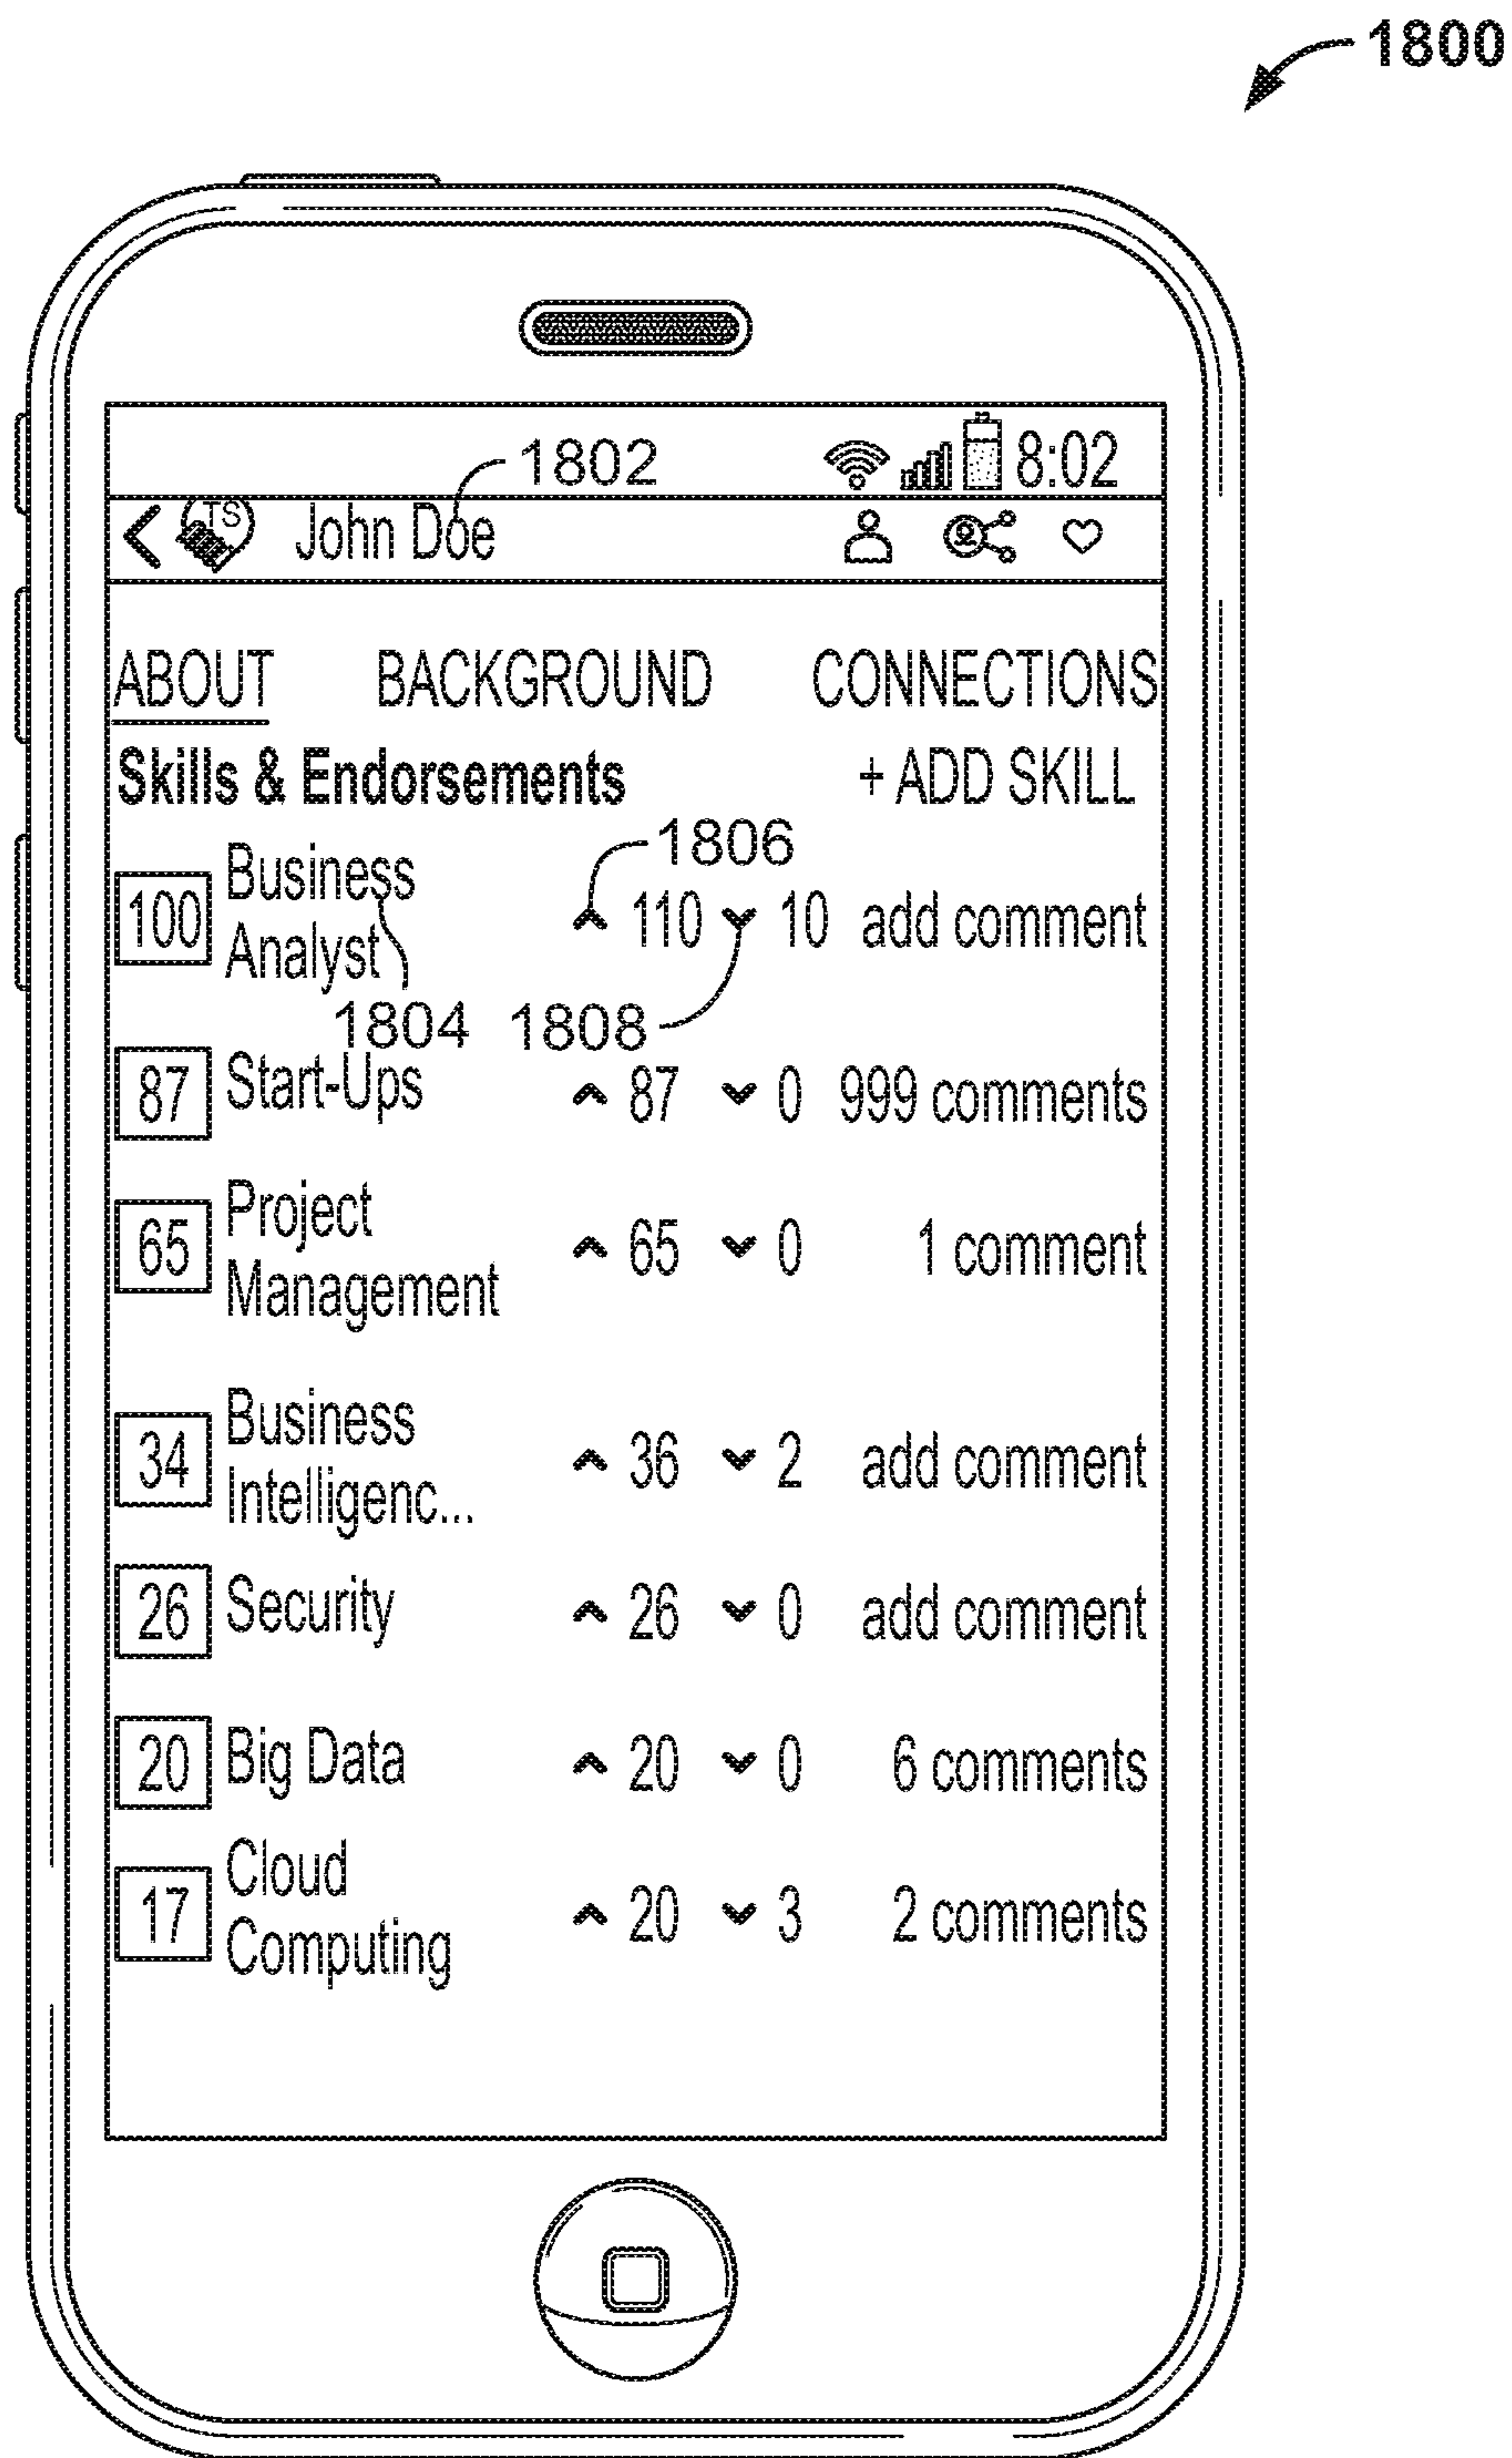 1800
1802
8:02
TS
John Doe
ABOUT BACKGROUND CONNECTIONS
Skills & Endorsements + ADD SKILL
1806
100 Business Analyst 110 10 add comment
1804 1808
87 Start-Ups 87 0 999 comments
65 Project Management 65 0 1 comment
34 Business Intelligenc... 36 2 add comment
26 Security 26 0 add comment
20 Big Data 20 0 6 comments
17 Cloud Computing 20 3 2 comments